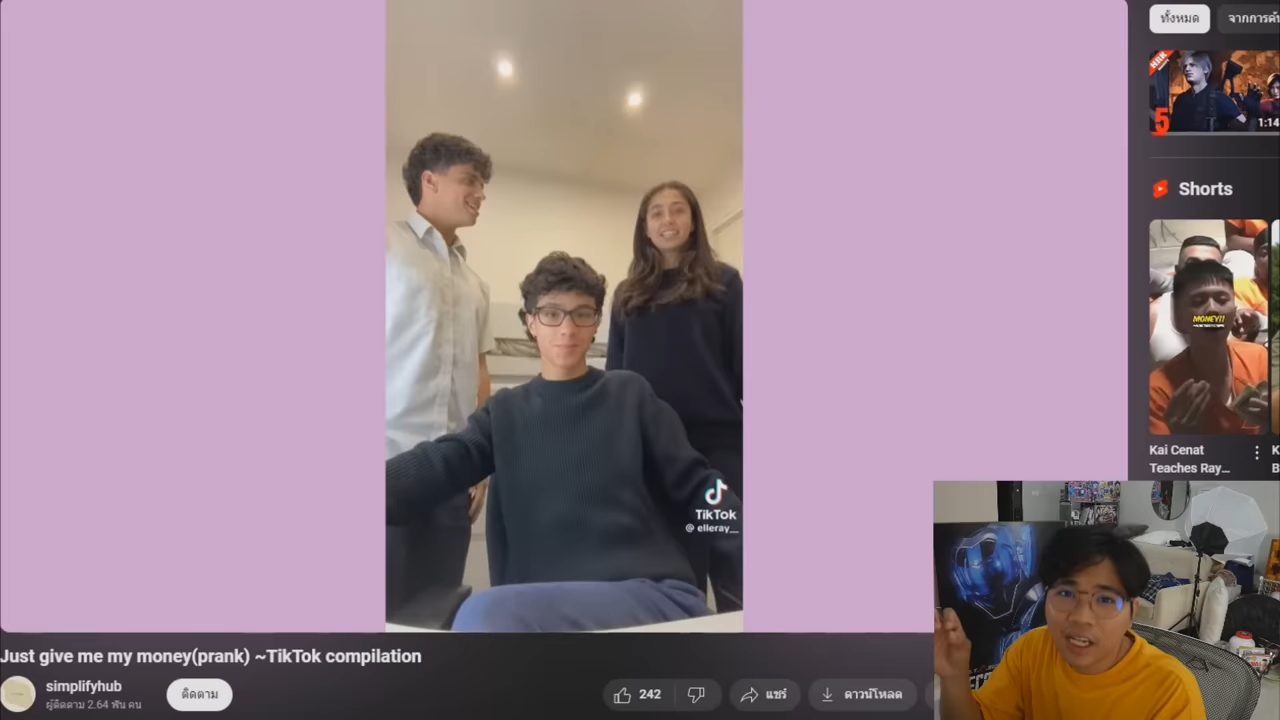 ทั้งหมด
จากการค้
5
1:14
Shorts
MONEY!!
Kai Cenat
Teaches Ray...
K
B
TikTok
@elleray__
Just give me my money(prank) ~TikTok compilation
simplifyhub
ผู้ติดตาม 2.64 พัน คน
ติดตาม
242
แชร์
ดาวน์โหลด